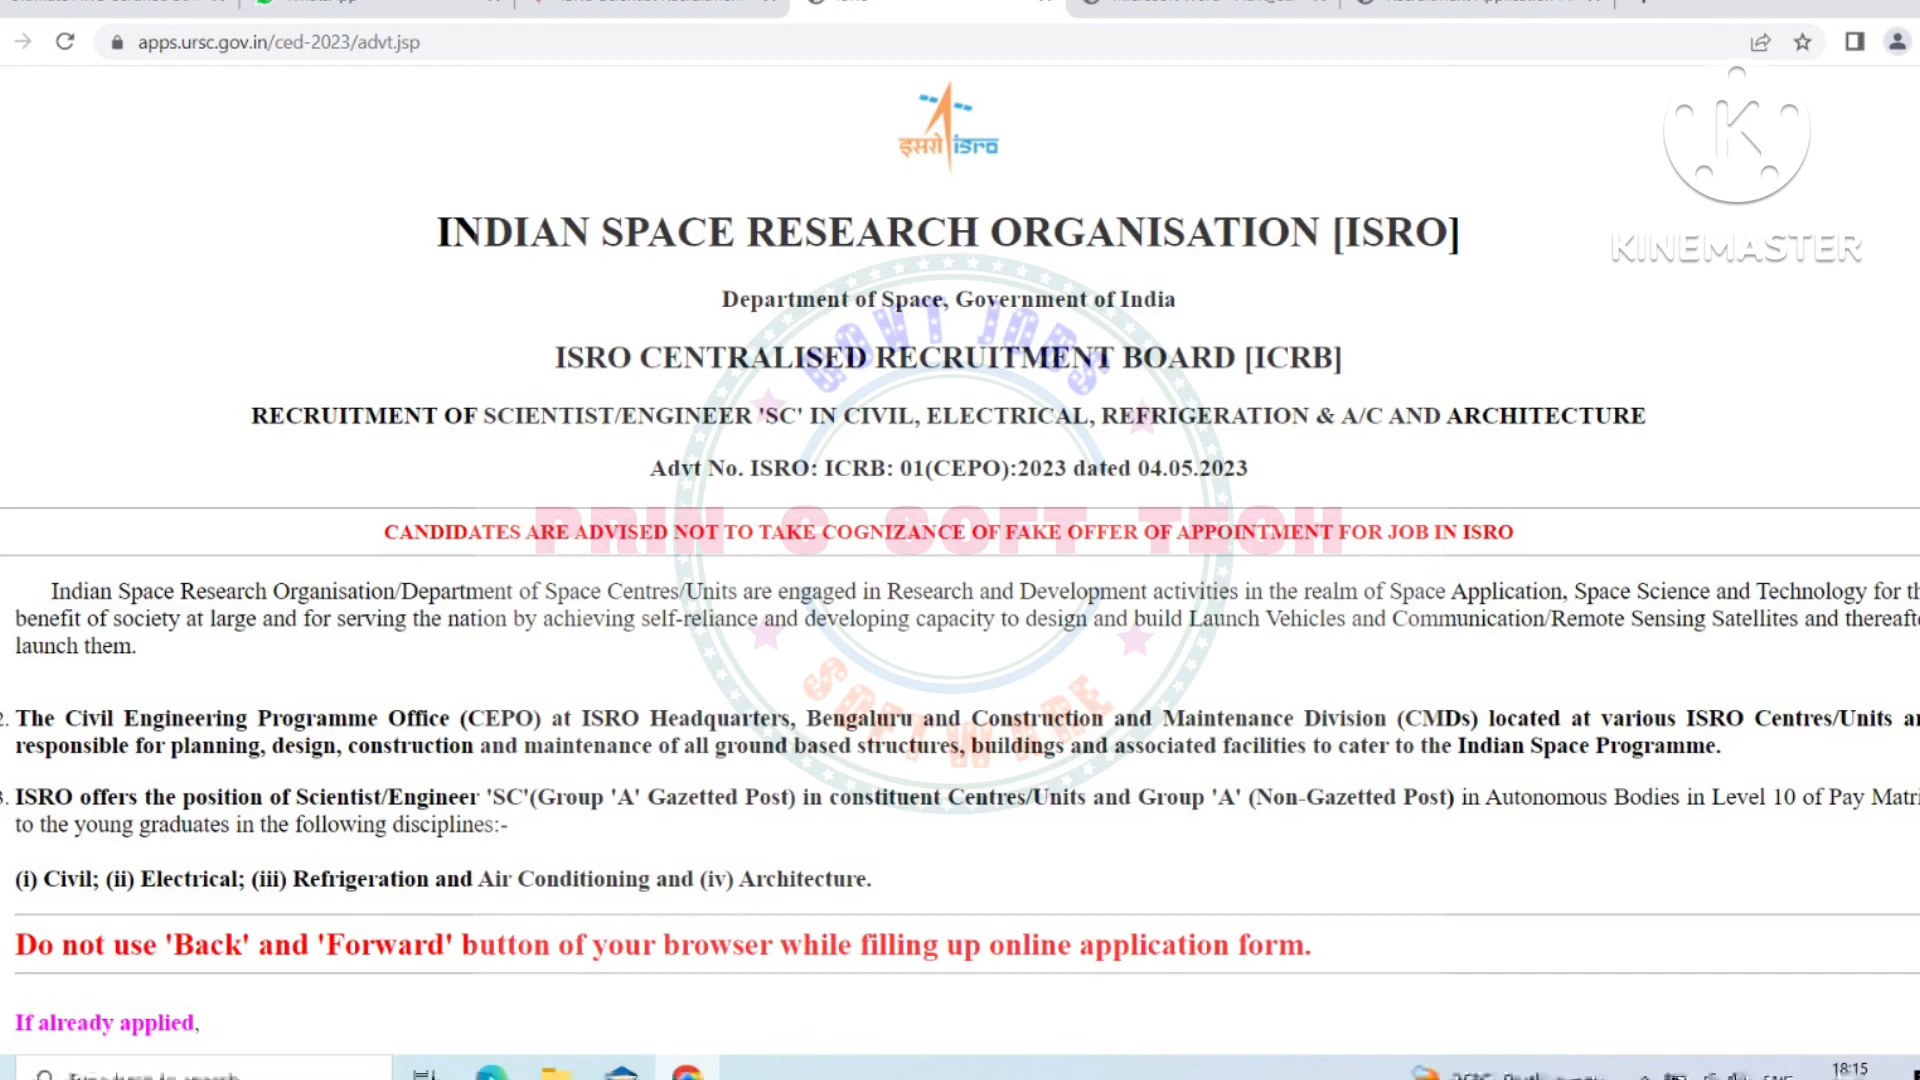 apps.ursc.gov.in/ced-2023/advt.jsp
इसरो isro
KINEMASTER
INDIAN SPACE RESEARCH ORGANISATION [ISRO]
Department of Space, Government of India
GOVT JOBS
ISRO CENTRALISED RECRUITMENT BOARD [ICRB]
RECRUITMENT OF SCIENTIST/ENGINEER 'SC' IN CIVIL, ELECTRICAL, REFRIGERATION & A/C AND ARCHITECTURE
Advt No. ISRO: ICRB: 01(CEPO):2023 dated 04.05.2023
PRIN C SOFT TECH
CANDIDATES ARE ADVISED NOT TO TAKE COGNIZANCE OF FAKE OFFER OF APPOINTMENT FOR JOB IN ISRO
Indian Space Research Organisation/Department of Space Centres/Units are engaged in Research and Development activities in the realm of Space Application, Space Science and Technology for
benefit of society at large and for serving the nation by achieving self-reliance and developing capacity to design and build Launch Vehicles and Communication/Remote Sensing Satellites and
launch them.
SOFTWARE
2. The Civil Engineering Programme Office (CEPO) at ISRO Headquarters, Bengaluru and Construction and Maintenance Division (CMDs) located at various ISRO Centres/Units
responsible for planning, design, construction and maintenance of all ground based structures, buildings and associated facilities to cater to the Indian Space Programme.
3. ISRO offers the position of Scientist/Engineer 'SC'(Group 'A' Gazetted Post) in constituent Centres/Units and Group 'A' (Non-Gazetted Post) in Autonomous Bodies in Level 10 of Pay
to the young graduates in the following disciplines:-
(i) Civil; (ii) Electrical; (iii) Refrigeration and Air Conditioning and (iv) Architecture.
Do not use 'Back' and 'Forward' button of your browser while filling up online application form.
If already applied,
18:15